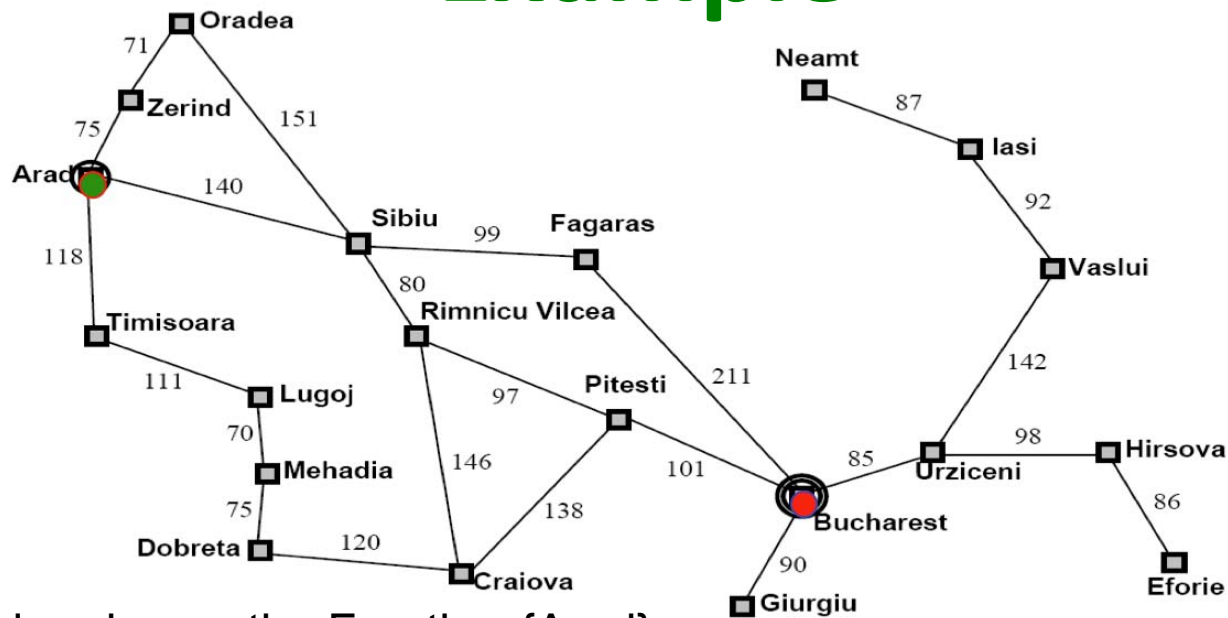 Oradea
71
Neamt
Zerind
87
75
151
Iasi
Arad
140
92
Sibiu
Fagaras
99
118
Vaslui
80
Timisoara
Rimnicu Vilcea
142
111
211
Lugoj
97
Pitesti
70
98
Hirsova
146
101
85
Mehadia
Urziceni
75
138
86
Bucharest
Dobreta
120
90
Craiova
Eforie
Giurgiu